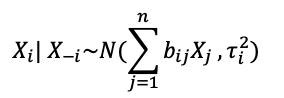 X_i | X_{-i} ~ N(∑_{j=1}^{n} b_{ij}X_j , τ_i^2)